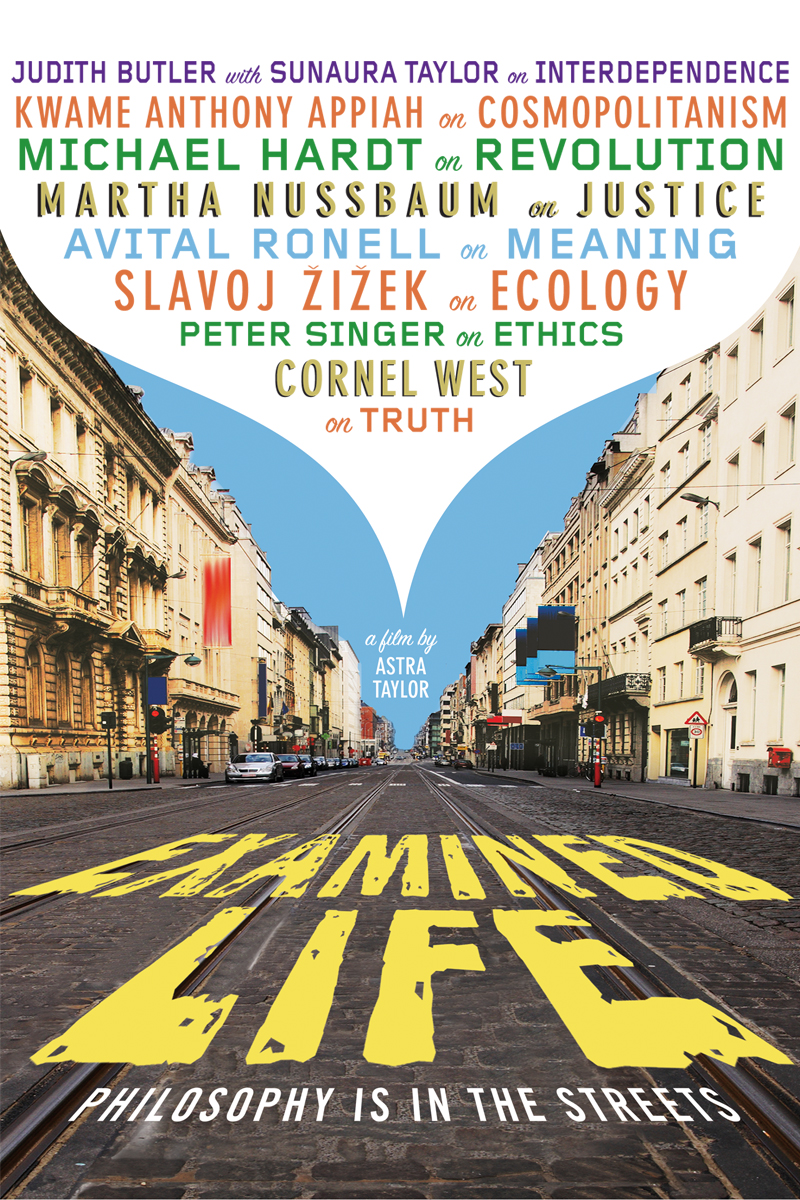 JUDITH BUTLER with SUNAURA TAYLOR on INTERDEPENDENCE
KWAME ANTHONY APPIAH on COSMOPOLITANISM
MICHAEL HARDT on REVOLUTION
MARTHA NUSSBAUM on JUSTICE
AVITAL RONELL on MEANING
SLAVOJ ŽIŽEK on ECOLOGY
PETER SINGER on ETHICS
CORNEL WEST
on TRUTH
a film by
ASTRA
TAYLOR
EXAMINED
LIFE
PHILOSOPHY IS IN THE STREETS